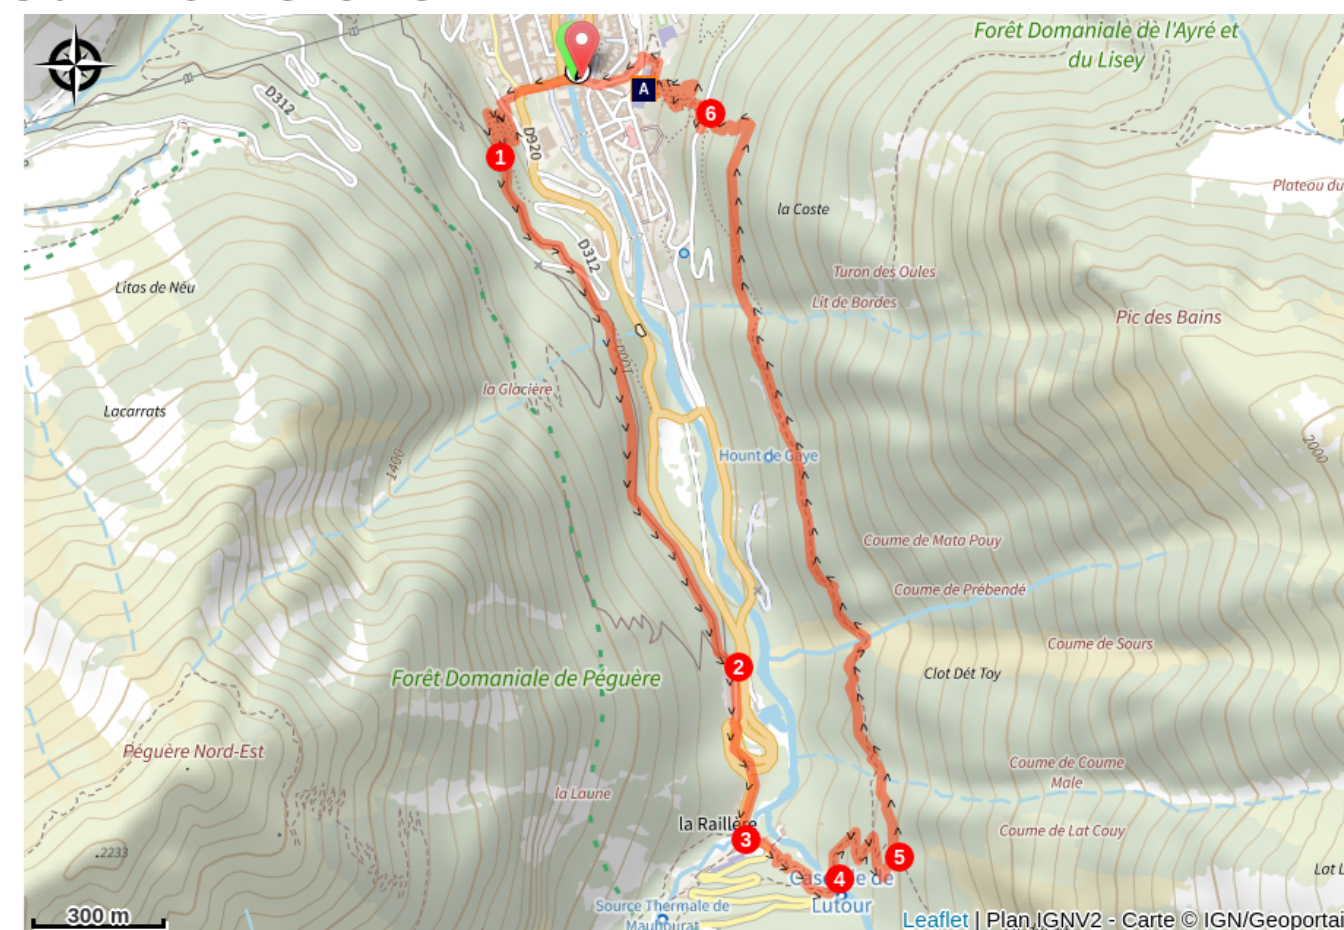 Forêt Domaniale de l'Ayré et
du Lisey
A
6
D312
D920
1
Plateau du
la Coste
D312
Turon des Oules
Litas de Néu
Lit de Bordes
Pic des Bains
la Glacière
Lacarrats
1400
Hount de Gaye
2000
Coume de Mata Pouy
Coume de Prébendé
Coume de Sours
2
Forêt Domaniale de Péguère
Clot Dét Toy
Péguère Nord-Est
Coume de Coume
Male
la Laune
la Raillère
3
Coume de Lat Couy
.2233
5
4
Cascade de
Lutour
Source Thermale de
Mauhourat
300 m
Leaflet | Plan IGNV2 - Carte © IGN/Geoportai